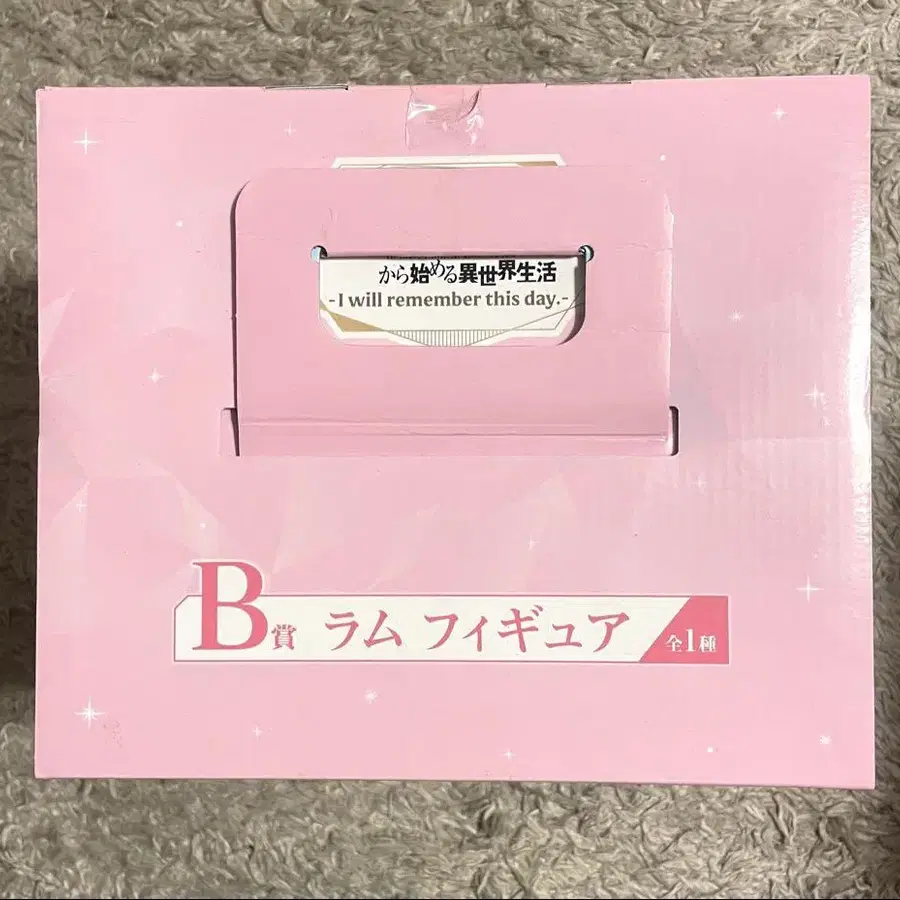 から始める異世界生活
-I will remember this day.-
B賞 ラム フィギュア 全1種